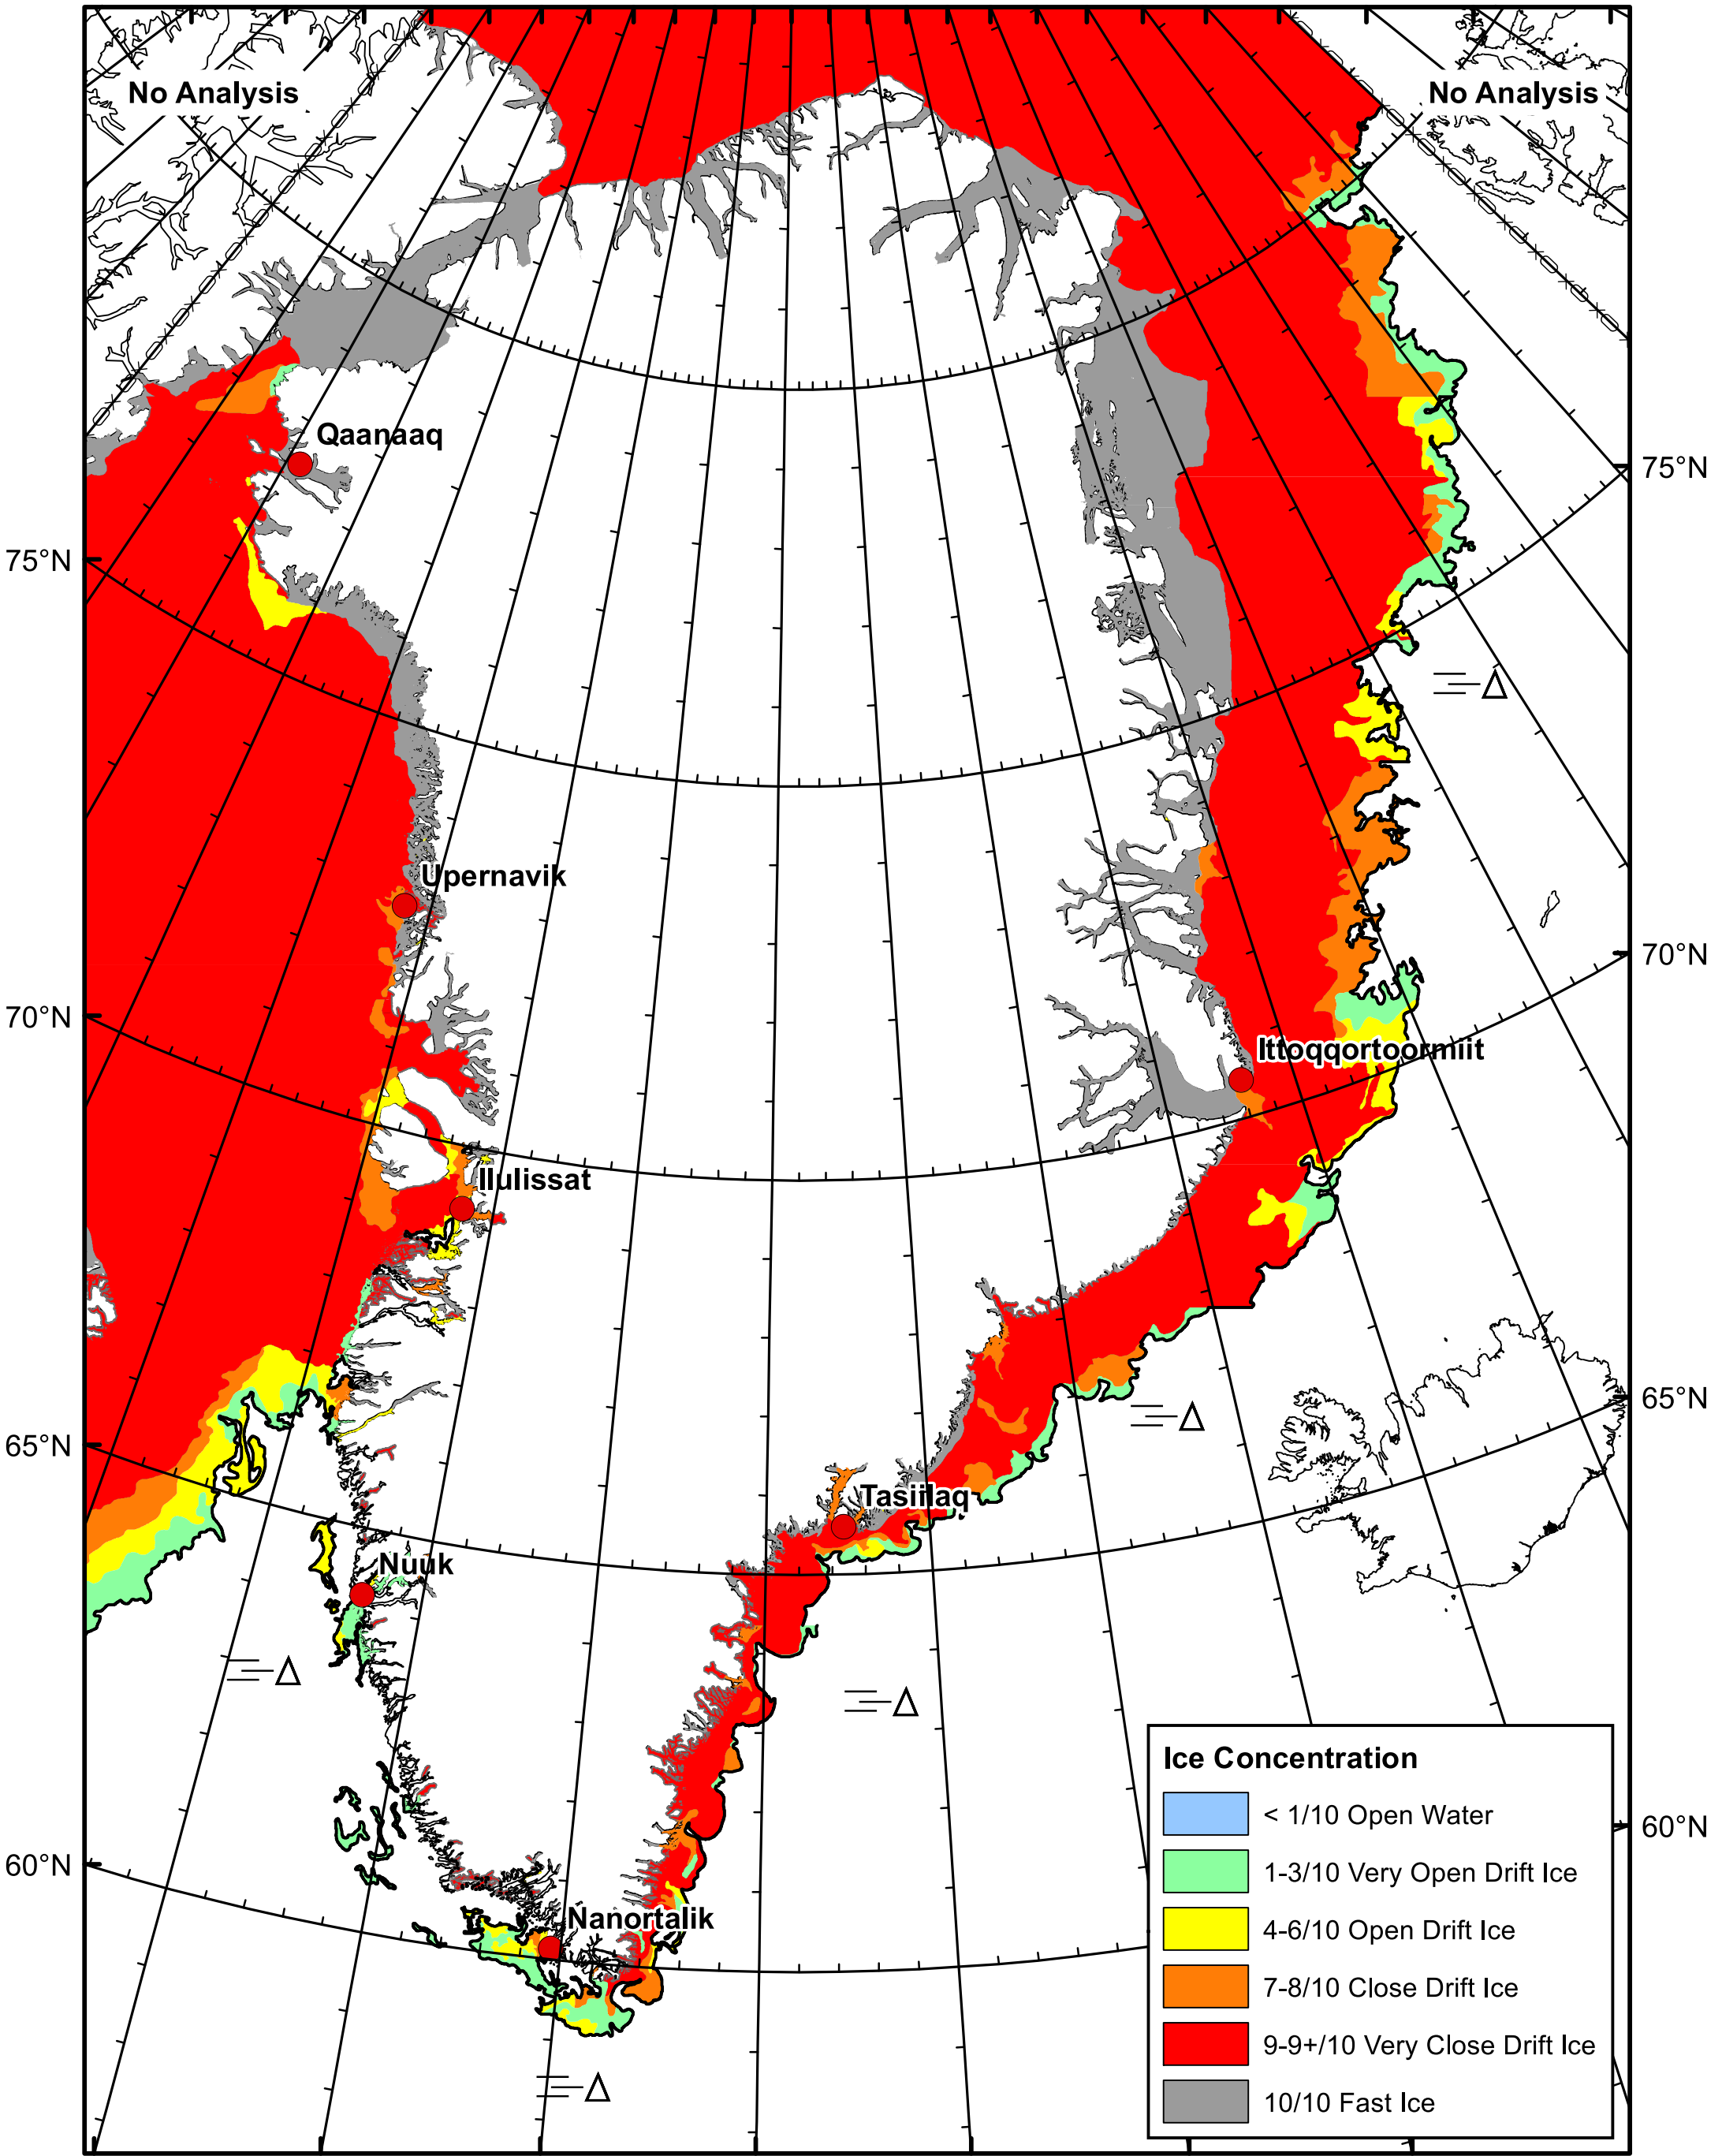 No Analysis
No Analysis
Qaanaaq
75°N
75°N
Upernavik
70°N
70°N
Ittoqqortoormiit
Ilulissat
65°N
65°N
Tasiilaq
Nuuk
60°N
60°N
Nanortalik
Ice Concentration
< 1/10 Open Water
1-3/10 Very Open Drift Ice
4-6/10 Open Drift Ice
7-8/10 Close Drift Ice
9-9+/10 Very Close Drift Ice
10/10 Fast Ice